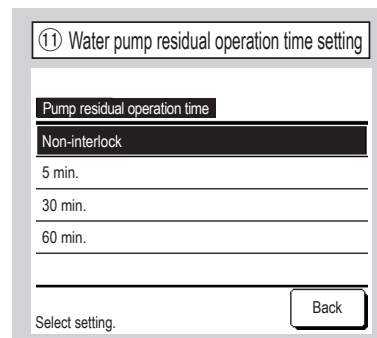 ⑪ Water pump residual operation time setting
Pump residual operation time
Non-interlock
5 min.
30 min.
60 min.
Back
Select setting.